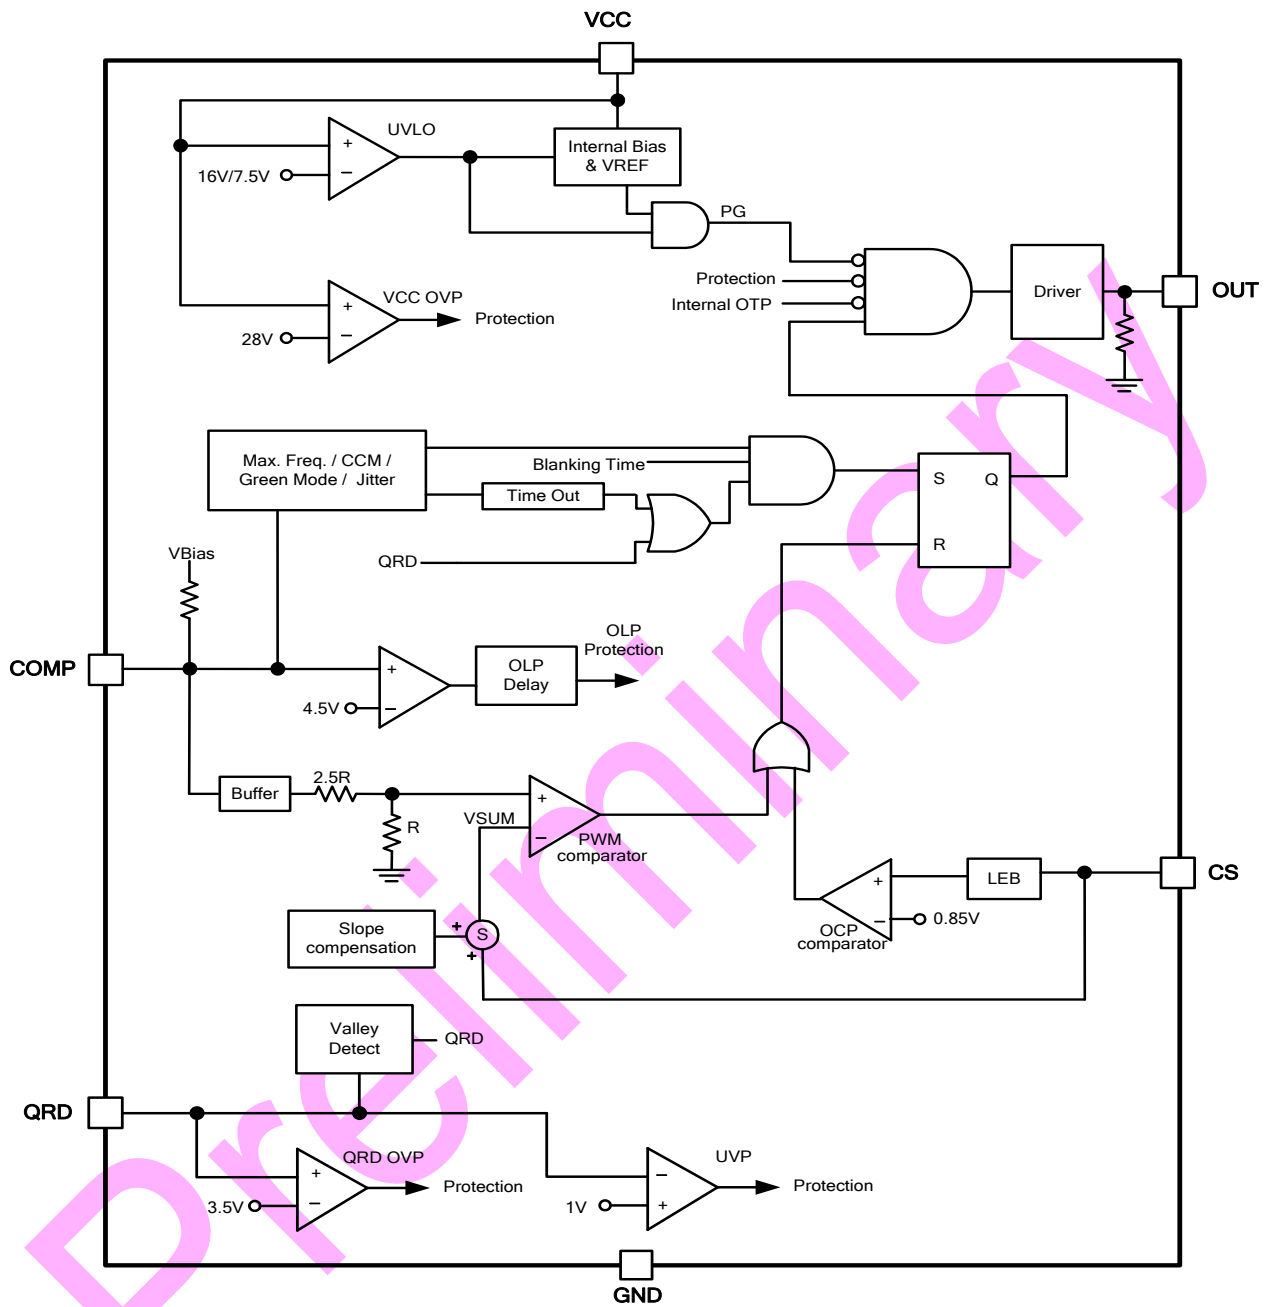 VCC
UVLO
+
−
16V/7.5V
Internal Bias
& VREF
PG
Protection
Internal OTP
Driver
OUT
VCC OVP
+
−
28V
Protection
Max. Freq. / CCM /
Green Mode / Jitter
Blanking Time
Time Out
QRD
S
Q
R
VBias
COMP
+
−
4.5V
OLP
Delay
OLP
Protection
Buffer
2.5R
R
VSUM
+
−
PWM
comparator
LEB
CS
+
−
0.85V
OCP
comparator
Slope
compensation
+
S
+
Valley
Detect
QRD
QRD
QRD OVP
+
−
3.5V
Protection
UVP
−
+
1V
Protection
GND
Preliminary